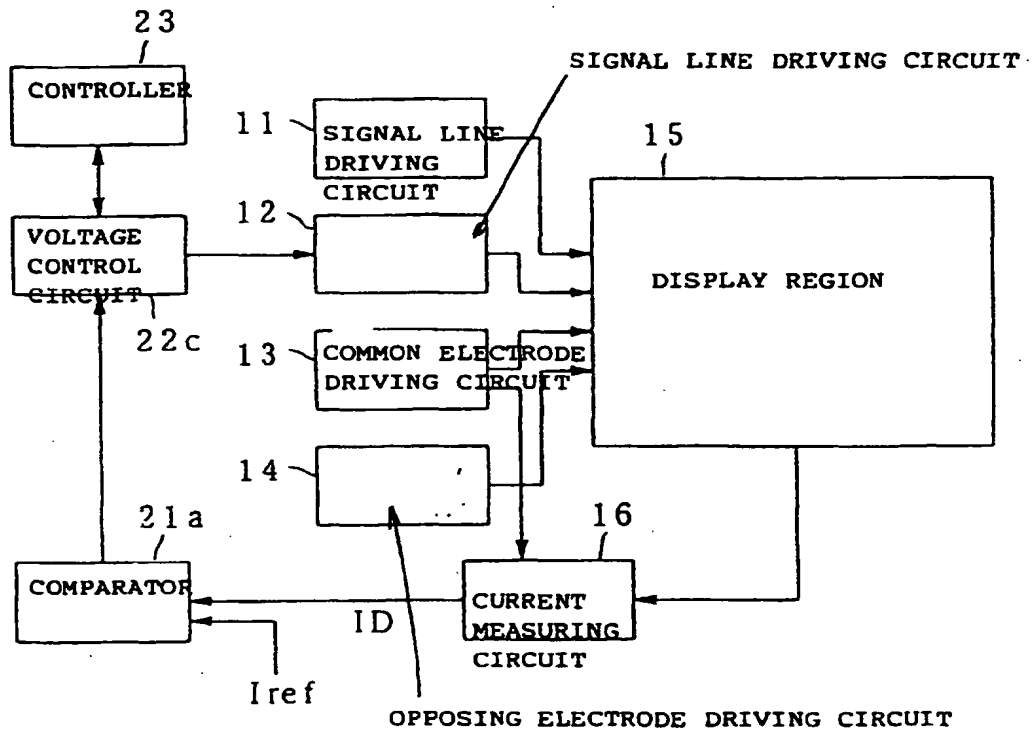 23
CONTROLLER
SIGNAL LINE DRIVING CIRCUIT
11
SIGNAL LINE
DRIVING
CIRCUIT
15
12
VOLTAGE
CONTROL
CIRCUIT
22c
DISPLAY REGION
13
COMMON ELECTRODE
DRIVING CIRCUIT
14
21a
16
COMPARATOR
ID
CURRENT
MEASURING
CIRCUIT
Iref
OPPOSING ELECTRODE DRIVING CIRCUIT